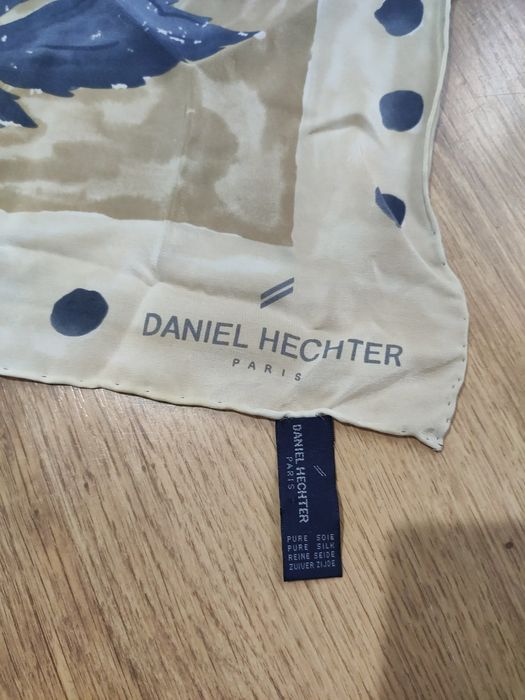 DANIEL HECHTER
PARIS
DANIEL HECHTER
PARIS
PURE SOIE
PURE SILK
REINE SEIDE
ZUIVER ZIJDE